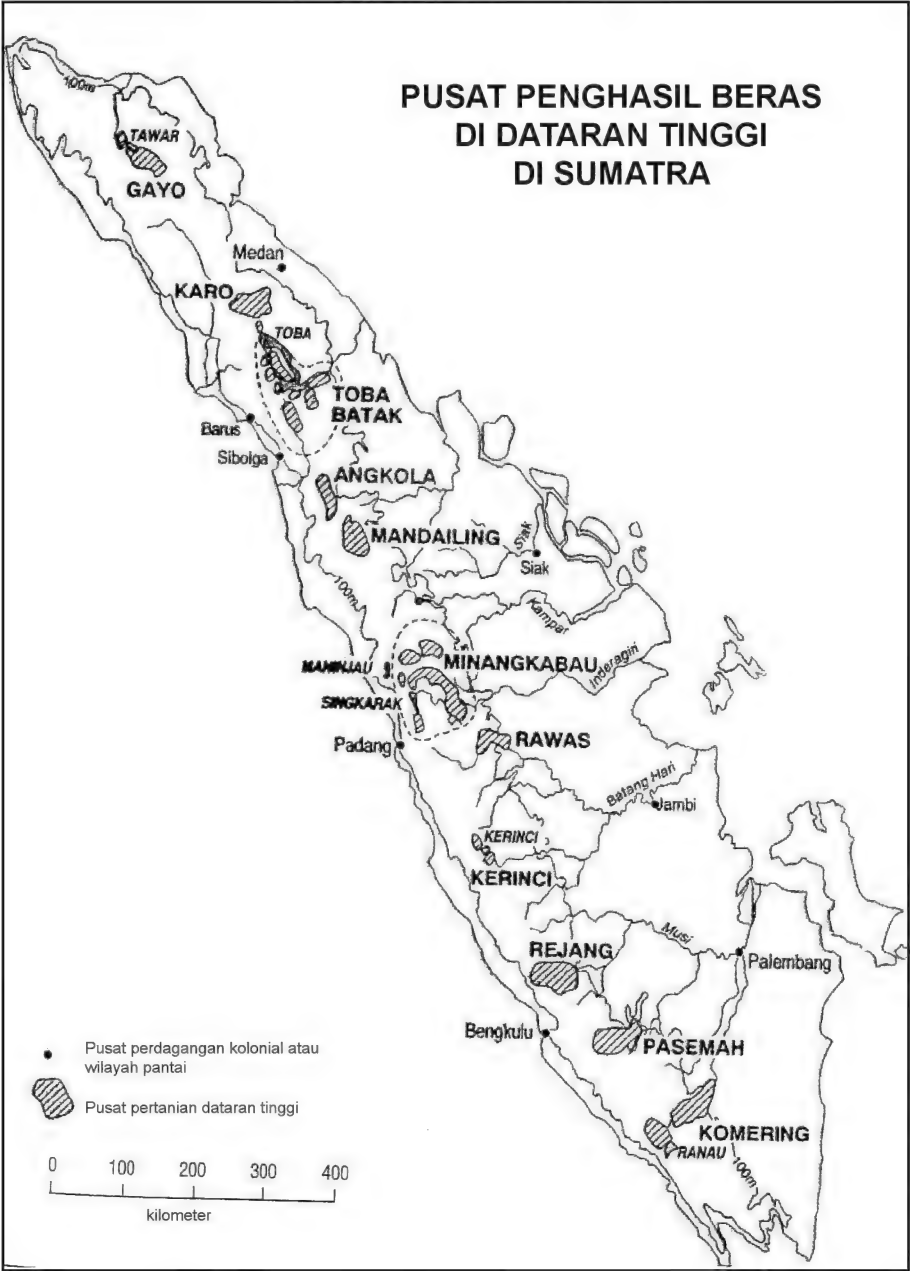 PUSAT PENGHASIL BERAS
DI DATARAN TINGGI
DI SUMATRA
100m
TAWAR
GAYO
Medan
KARO
TOBA
TOBA
BATAK
Barus
Sibolga
ANGKOLA
MANDAILING
Siak
Siak
100m
Kampar
MANINJAU
MINANGKABAU
Inderagiri
SINGKARAK
Padang
RAWAS
Batang Hari
Jambi
KERINCI
KERINCI
Musi
REJANG
Palembang
Bengkulu
PASEMAH
KOMERING
RANAU
100m
Pusat perdagangan kolonial atau
wilayah pantai
Pusat pertanian dataran tinggi
0 100 200 300 400
kilometer